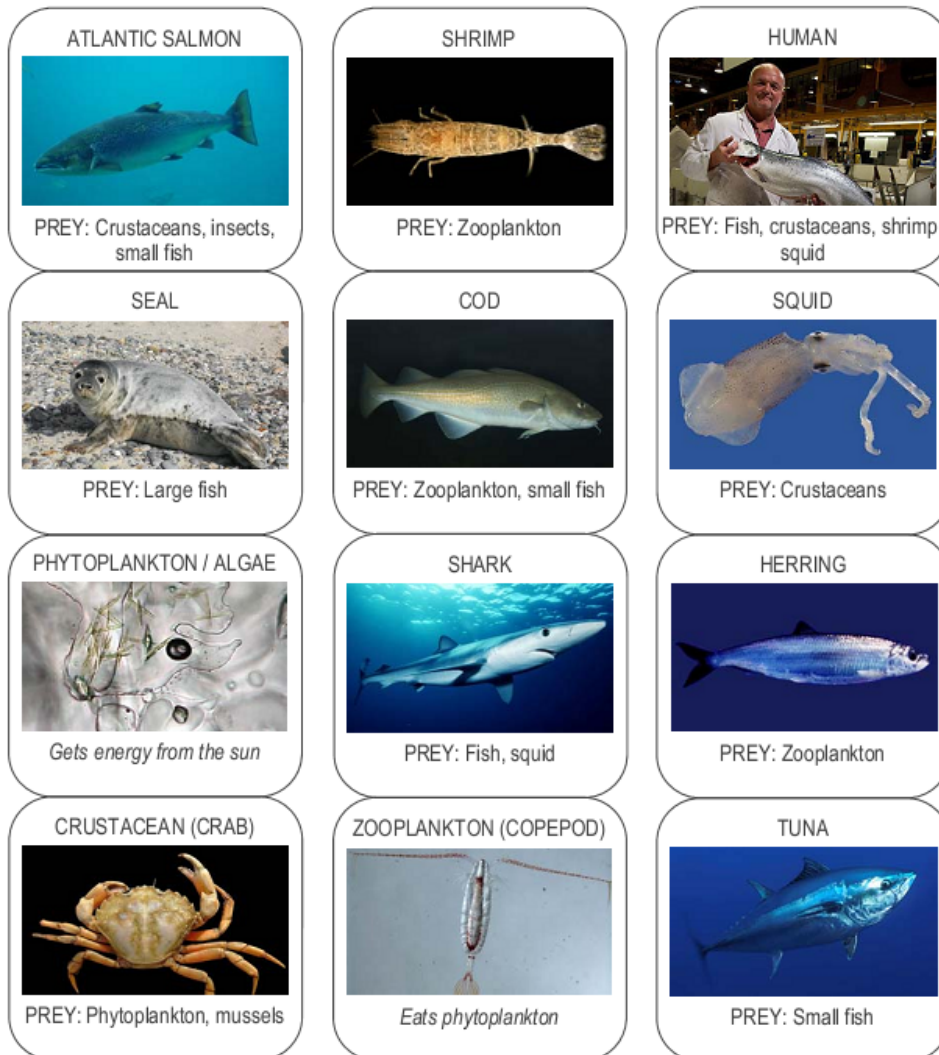 ATLANTIC SALMON
PREY: Crustaceans, insects,
small fish
SHRIMP
PREY: Zooplankton
HUMAN
PREY: Fish, crustaceans, shrimp
squid
SEAL
PREY: Large fish
COD
PREY: Zooplankton, small fish
SQUID
PREY: Crustaceans
PHYTOPLANKTON / ALGAE
Gets energy from the sun
SHARK
PREY: Fish, squid
HERRING
PREY: Zooplankton
CRUSTACEAN (CRAB)
PREY: Phytoplankton, mussels
ZOOPLANKTON (COPEPOD)
Eats phytoplankton
TUNA
PREY: Small fish